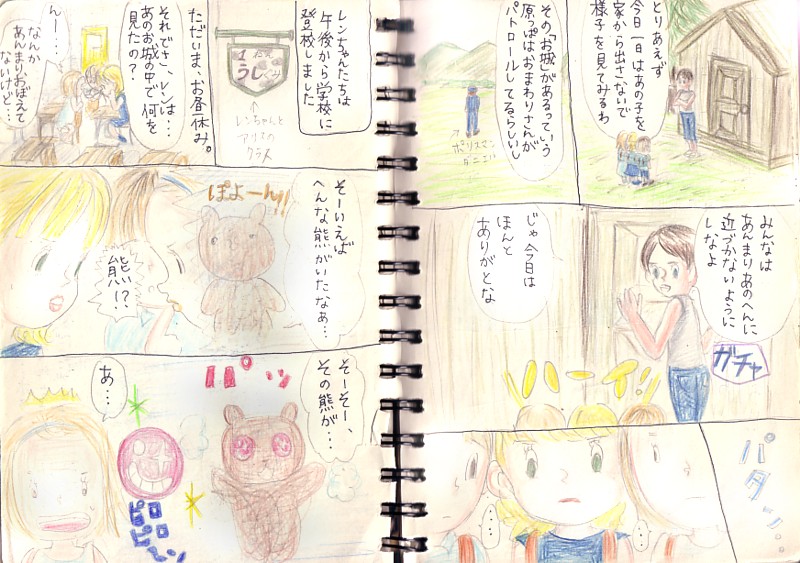 とりあえず
今日一日はあの子を
家から出さないで
様子を見てみるわ
その「お城」があるっていう
原っぱはおまわりさんが
パトロールしてるらしいし
ポリスマン
ダニエル
みんなは
あんまりあのへんに
近づかないように
しなよ
じゃ今日は
ほんと
ありがとな
ガチャ
ハーイ!!
パタン…
…
…
レンちゃんたちは
午後から学校に
登校しました
1
うし
レンちゃんと
アリスの
クラス
ただいま、お昼休み。
それでさ、レンは…
あのお城の中で何を
見たの?
んー…
なんか
あんまりおぼえて
ないけど…
そーいえば
へんな熊がいたなぁ…
ぽよーん!!
熊!?
そーそー、
その熊が…
パッ
あ…
ピロ
ピローン